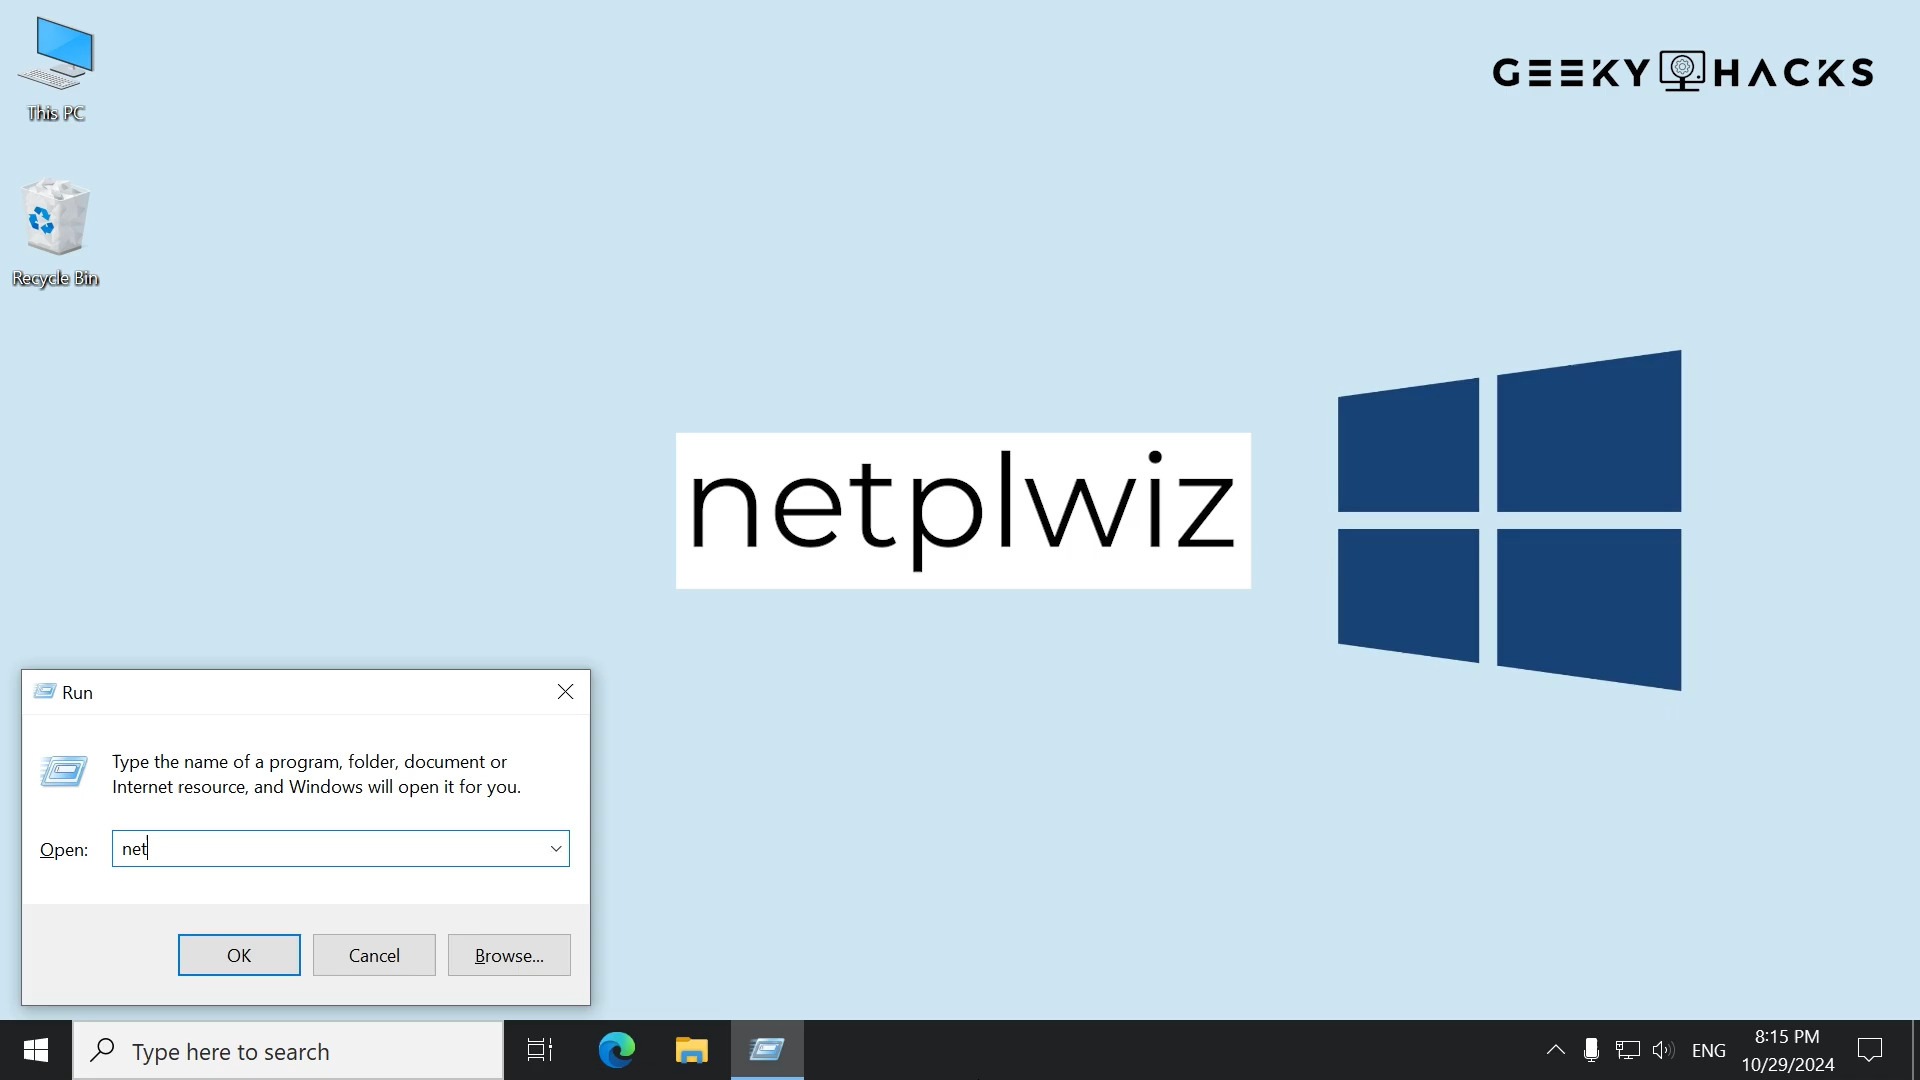 This PC
Recycle Bin
GEEKY HACKS
netplwiz
Run
Type the name of a program, folder, document or
Internet resource, and Windows will open it for you.
Open: net
OK Cancel Browse...
Type here to search
ENG
8:15 PM
10/29/2024